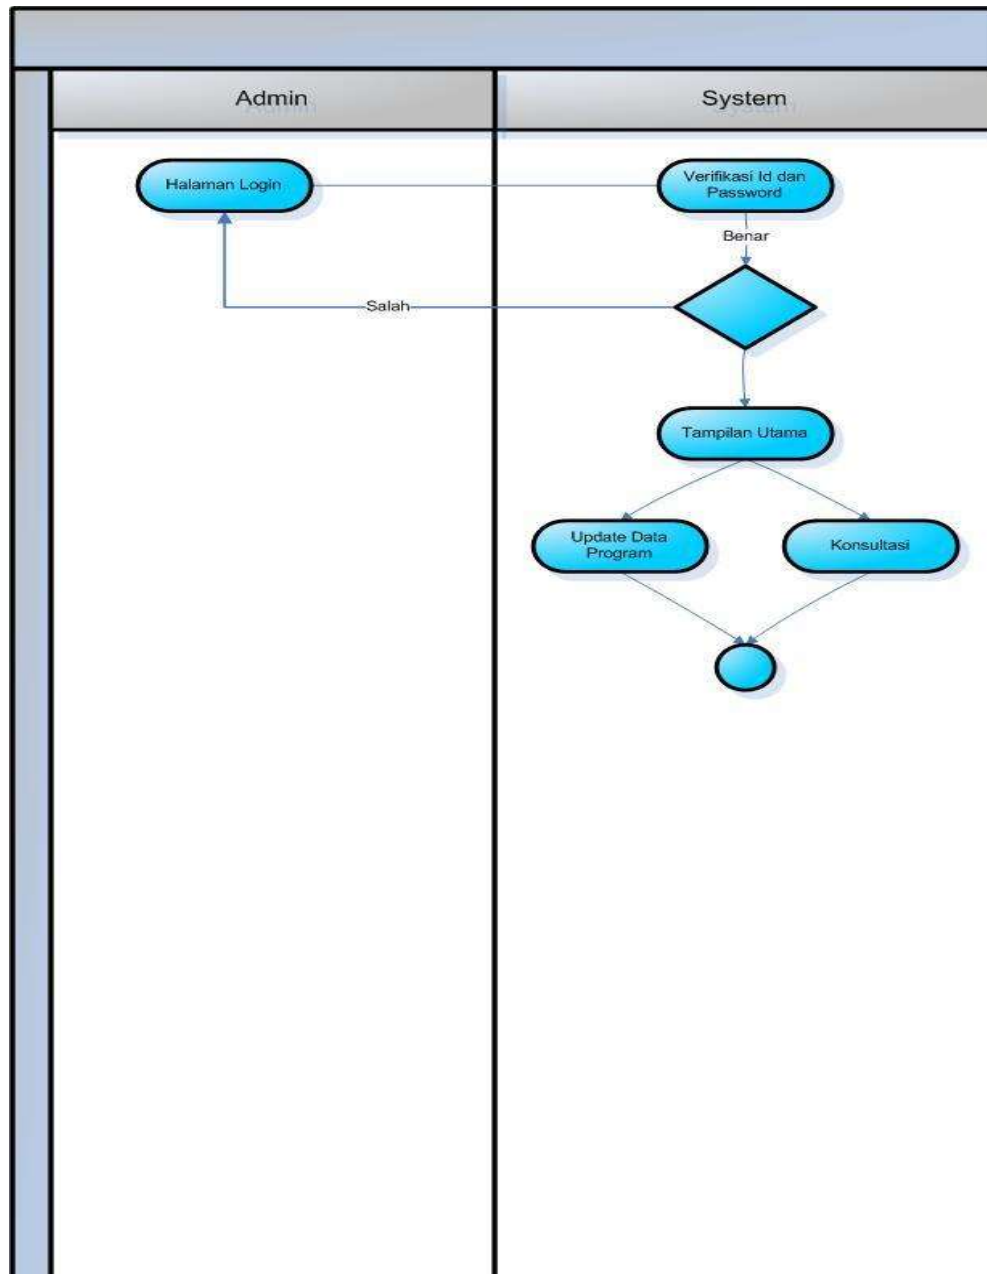 Admin
System
Halaman Login
Verifikasi Id dan
Password
Benar
Salah
Tampilan Utama
Update Data
Program
Konsultasi